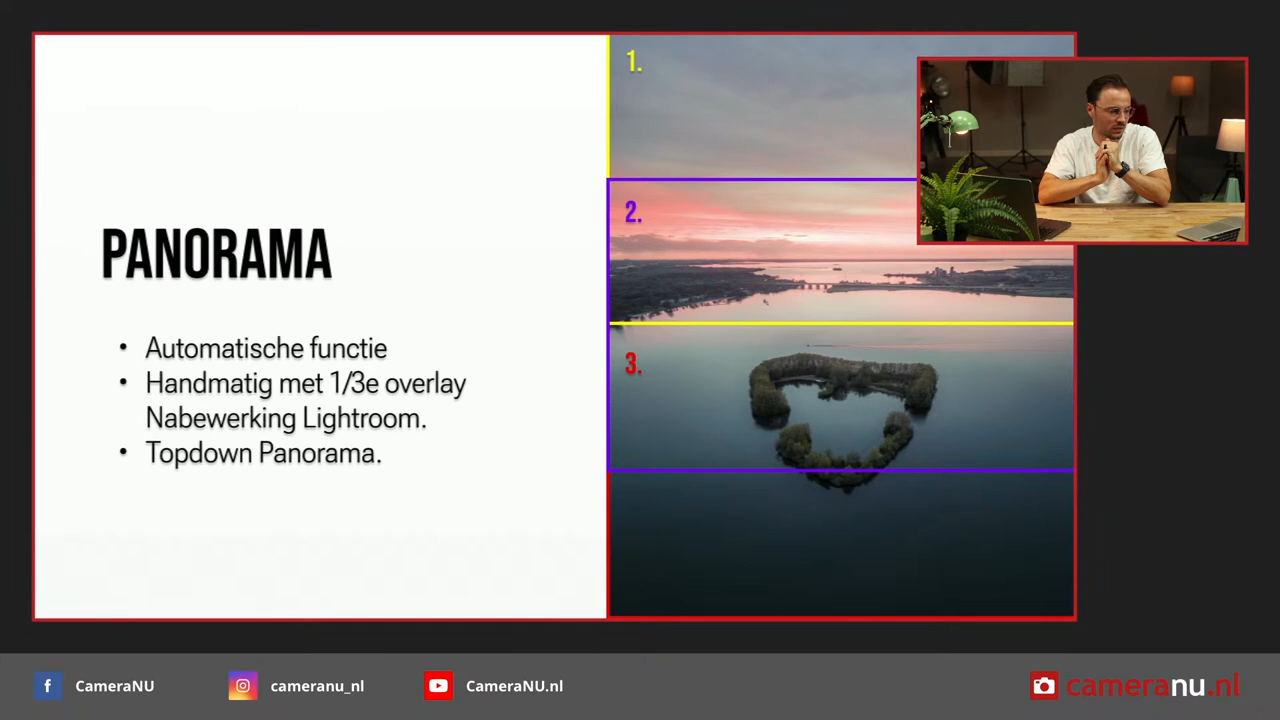 1.
2.
3.
PANORAMA
• Automatische functie
• Handmatig met 1/3e overlay
Nabewerking Lightroom.
• Topdown Panorama.
CameraNU
cameranu_nl
CameraNU.nl
cameranu.nl